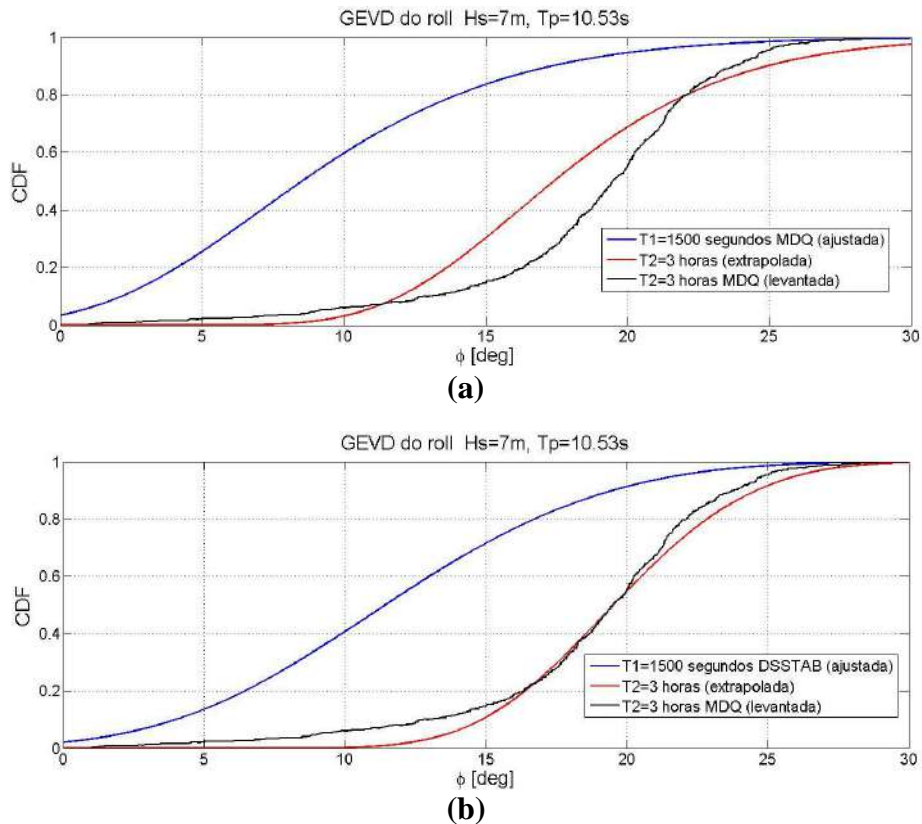 GEVD do roll Hs=7m, Tp=10.53s
1
0.8
0.6
0.4
0.2
0
CDF
T1=1500 segundos MDQ (ajustada)
T2=3 horas (extrapolada)
T2=3 horas MDQ (levantada)
0 5 10 15 20 25 30
ϕ [deg]
(a)
GEVD do roll Hs=7m, Tp=10.53s
1
0.8
0.6
0.4
0.2
0
CDF
T1=1500 segundos DSSTAB (ajustada)
T2=3 horas (extrapolada)
T2=3 horas MDQ (levantada)
0 5 10 15 20 25 30
ϕ [deg]
(b)